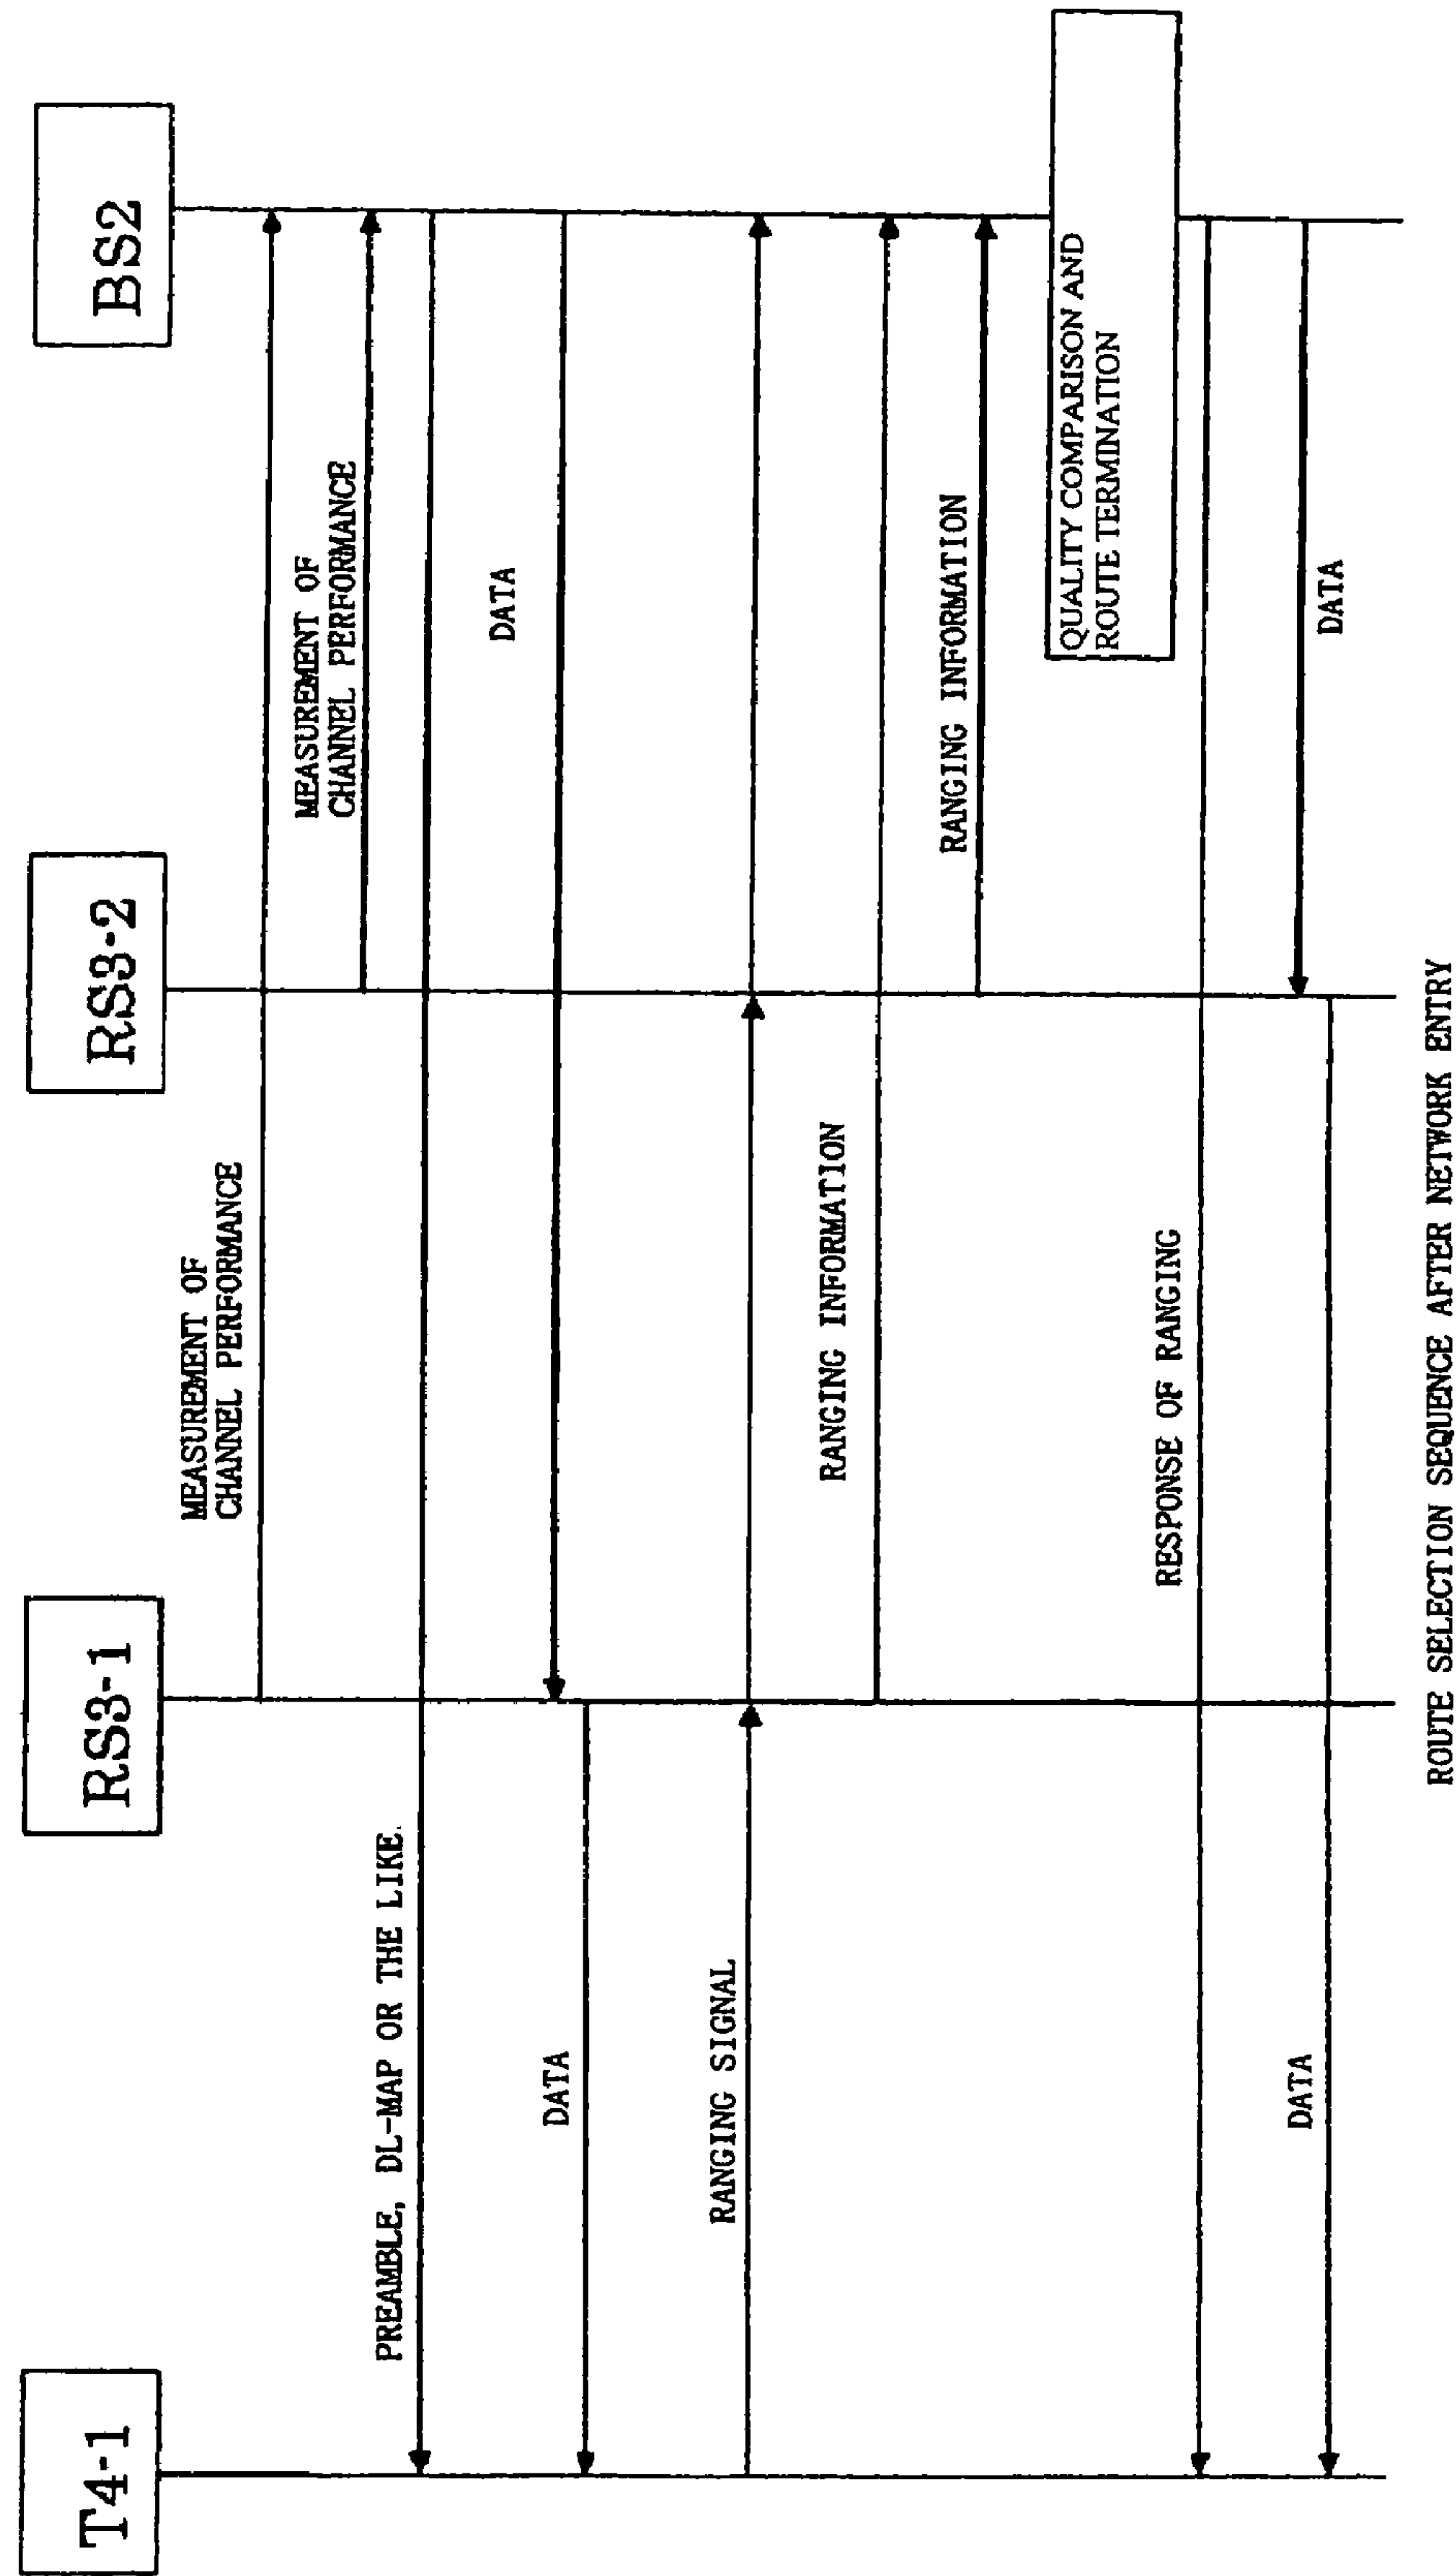 T4-1
RS3-1
RS3-2
BS2
MEASUREMENT OF
CHANNEL PERFORMANCE
MEASUREMENT OF
CHANNEL PERFORMANCE
PREAMBLE, DL-MAP OR THE LIKE.
DATA
DATA
RANGING SIGNAL
RANGING INFORMATION
RANGING INFORMATION
QUALITY COMPARISON AND
ROUTE TERMINATION
RESPONSE OF RANGING
DATA
DATA
ROUTE SELECTION SEQUENCE AFTER NETWORK ENTRY